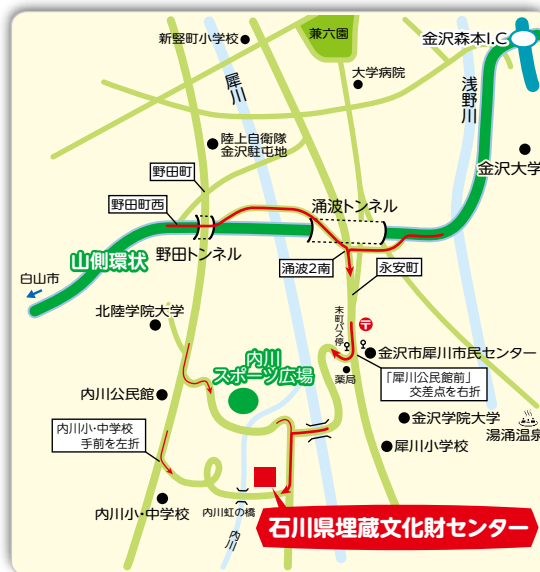 新竪町小学校
兼六園
金沢森本I.C
大学病院
犀川
浅野川
陸上自衛隊
金沢駐屯地
金沢大学
野田町
野田町西
涌波トンネル
野田トンネル
山側環状
涌波2南
永安町
白山市
北陸学院大学
末町バス停
〒
金沢市犀川市民センター
内川
スポーツ広場
薬局
「犀川公民館前」
交差点を右折
内川公民館
金沢学院大学
湯涌温泉
内川小・中学校
手前を左折
犀川小学校
内川小・中学校
内川虹の橋
内川
石川県埋蔵文化財センター